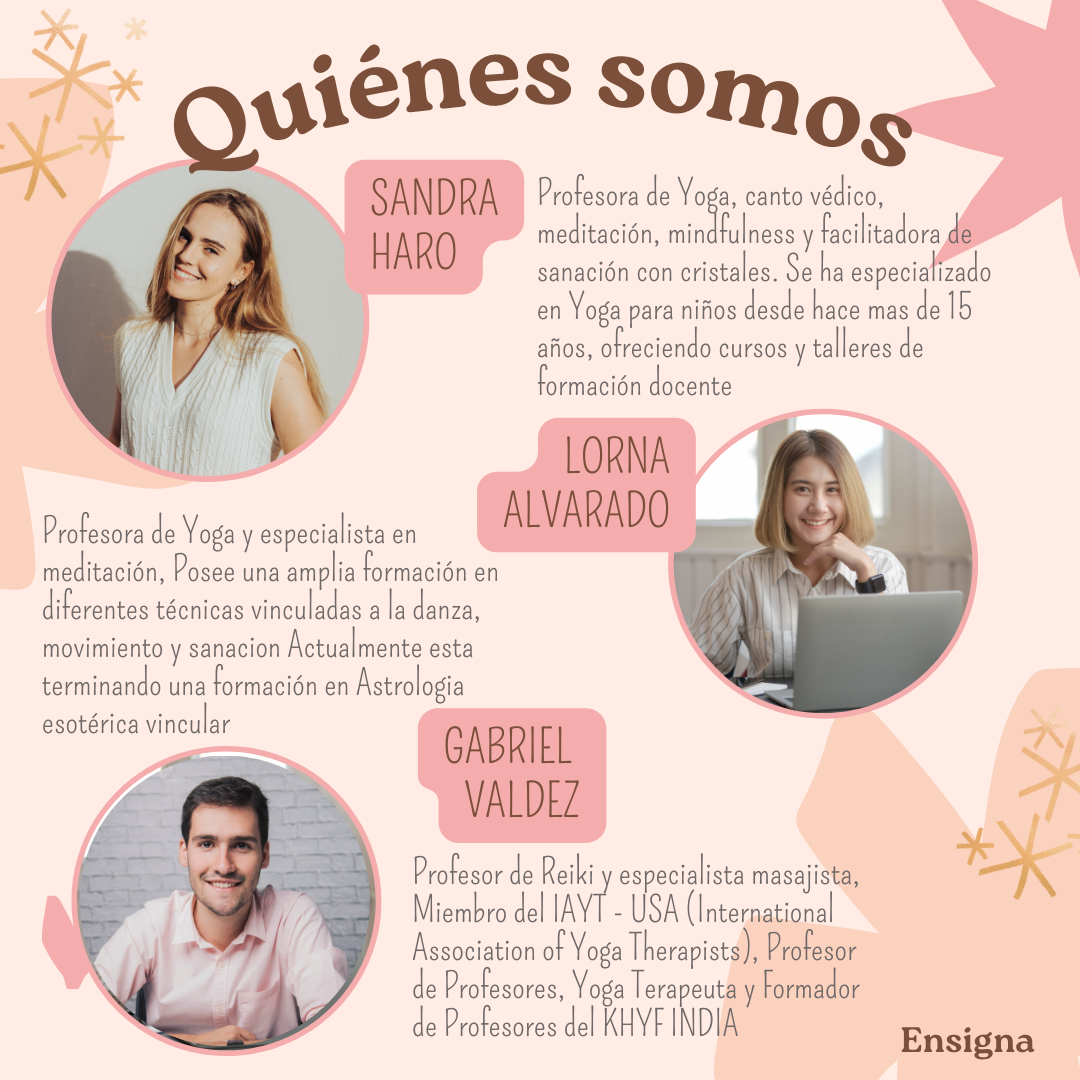 Quiénes somos
SANDRA
HARO
Profesora de Yoga, canto védico,
meditación, mindfulness y facilitadora de
sanación con cristales. Se ha especializado
en Yoga para niños desde hace mas de 15
años, ofreciendo cursos y talleres de
formación docente
LORNA
ALVARADO
Profesora de Yoga y especialista en
meditación, Posee una amplia formación en
diferentes técnicas vinculadas a la danza,
movimiento y sanacion Actualmente esta
terminando una formación en Astrologia
esotérica vincular
GABRIEL
VALDEZ
Profesor de Reiki y especialista masajista,
Miembro del IAYT - USA (International
Association of Yoga Therapists), Profesor
de Profesores, Yoga Terapeuta y Formador
de Profesores del KHYF INDIA
Ensigna